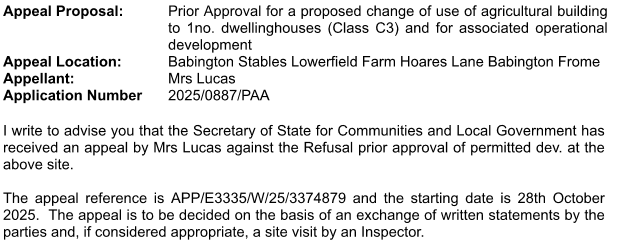 Appeal Proposal: Prior Approval for a proposed change of use of agricultural building
to 1no. dwellinghouses (Class C3) and for associated operational
development
Appeal Location: Babington Stables Lowerfield Farm Hoares Lane Babington Frome
Appellant: Mrs Lucas
Application Number 2025/0887/PAA
I write to advise you that the Secretary of State for Communities and Local Government has
received an appeal by Mrs Lucas against the Refusal prior approval of permitted dev. at the
above site.
The appeal reference is APP/E3335/W/25/3374879 and the starting date is 28th October
2025. The appeal is to be decided on the basis of an exchange of written statements by the
parties and, if considered appropriate, a site visit by an Inspector.